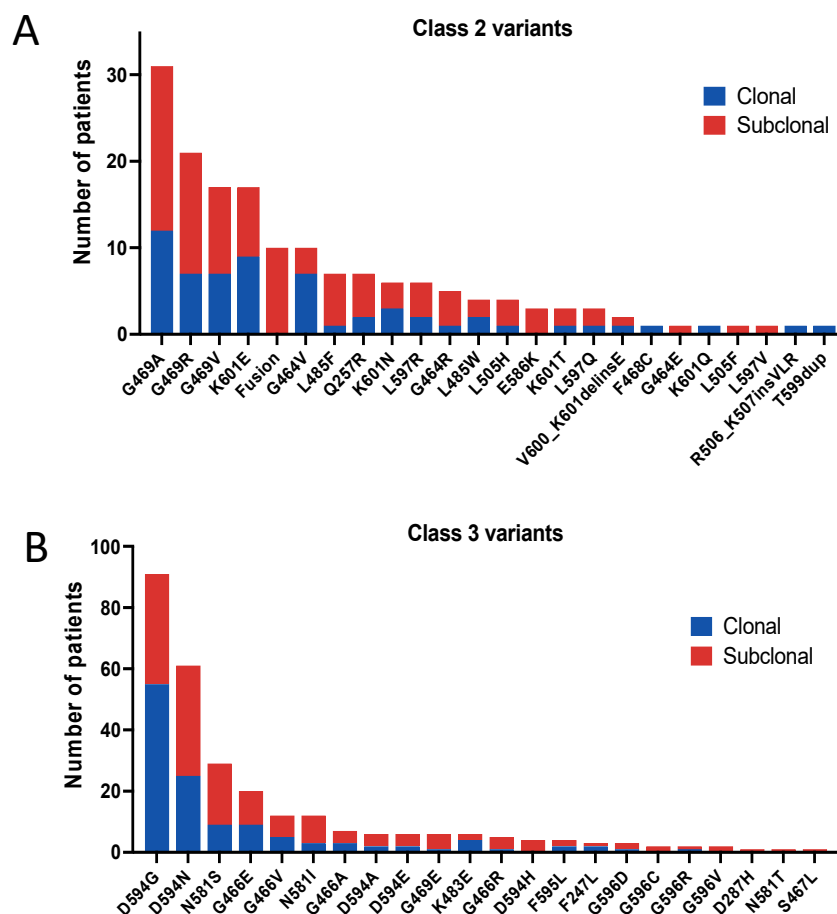 A
Class 2 variants
Number of patients
30
20
10
0
Clonal
Subclonal
G469A
G469R
G469V
K601E
Fusion
G464V
L485F
Q257R
K601N
L597R
G464R
L485W
L505H
E586K
K601T
L597Q
V600_K601delinsE
F468C
G464E
K601Q
L505F
L597V
R506_K507insVLR
T599dup
B
Class 3 variants
Number of patients
100
80
60
40
20
0
Clonal
Subclonal
D594G
D594N
N581S
G466E
G466V
N581I
G466A
D594A
D594E
G469E
K483E
G466R
D594H
F595L
F247L
G596D
G596C
G596R
G596V
D287H
N581T
S467L